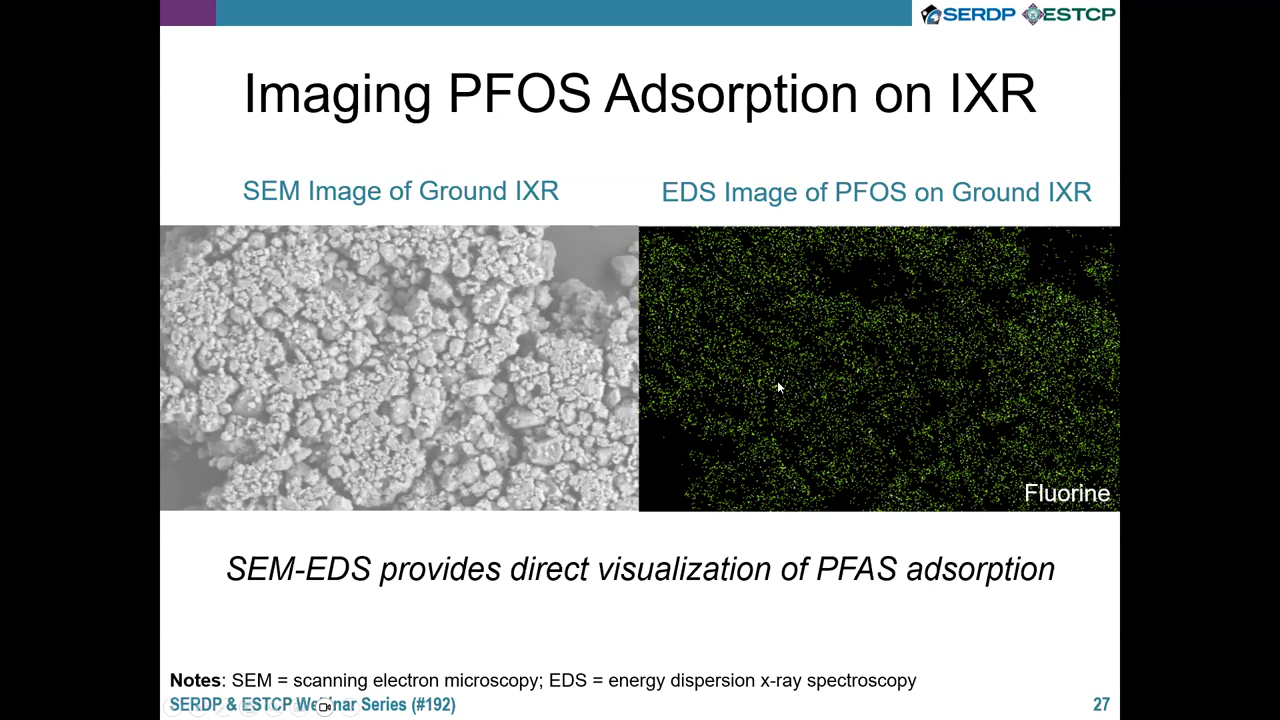 SERDP ESTCP
Imaging PFOS Adsorption on IXR
SEM Image of Ground IXR
EDS Image of PFOS on Ground IXR
Fluorine
SEM-EDS provides direct visualization of PFAS adsorption
Notes: SEM = scanning electron microscopy; EDS = energy dispersion x-ray spectroscopy
SERDP & ESTCP Webinar Series (#192)
27